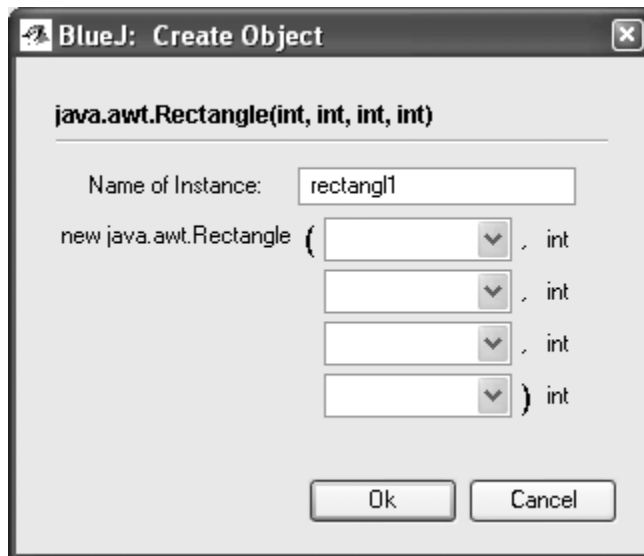 BlueJ: Create Object
java.awt.Rectangle(int, int, int, int)
Name of Instance: rectangl1
new java.awt.Rectangle ( , int
, int
, int
) int
Ok Cancel